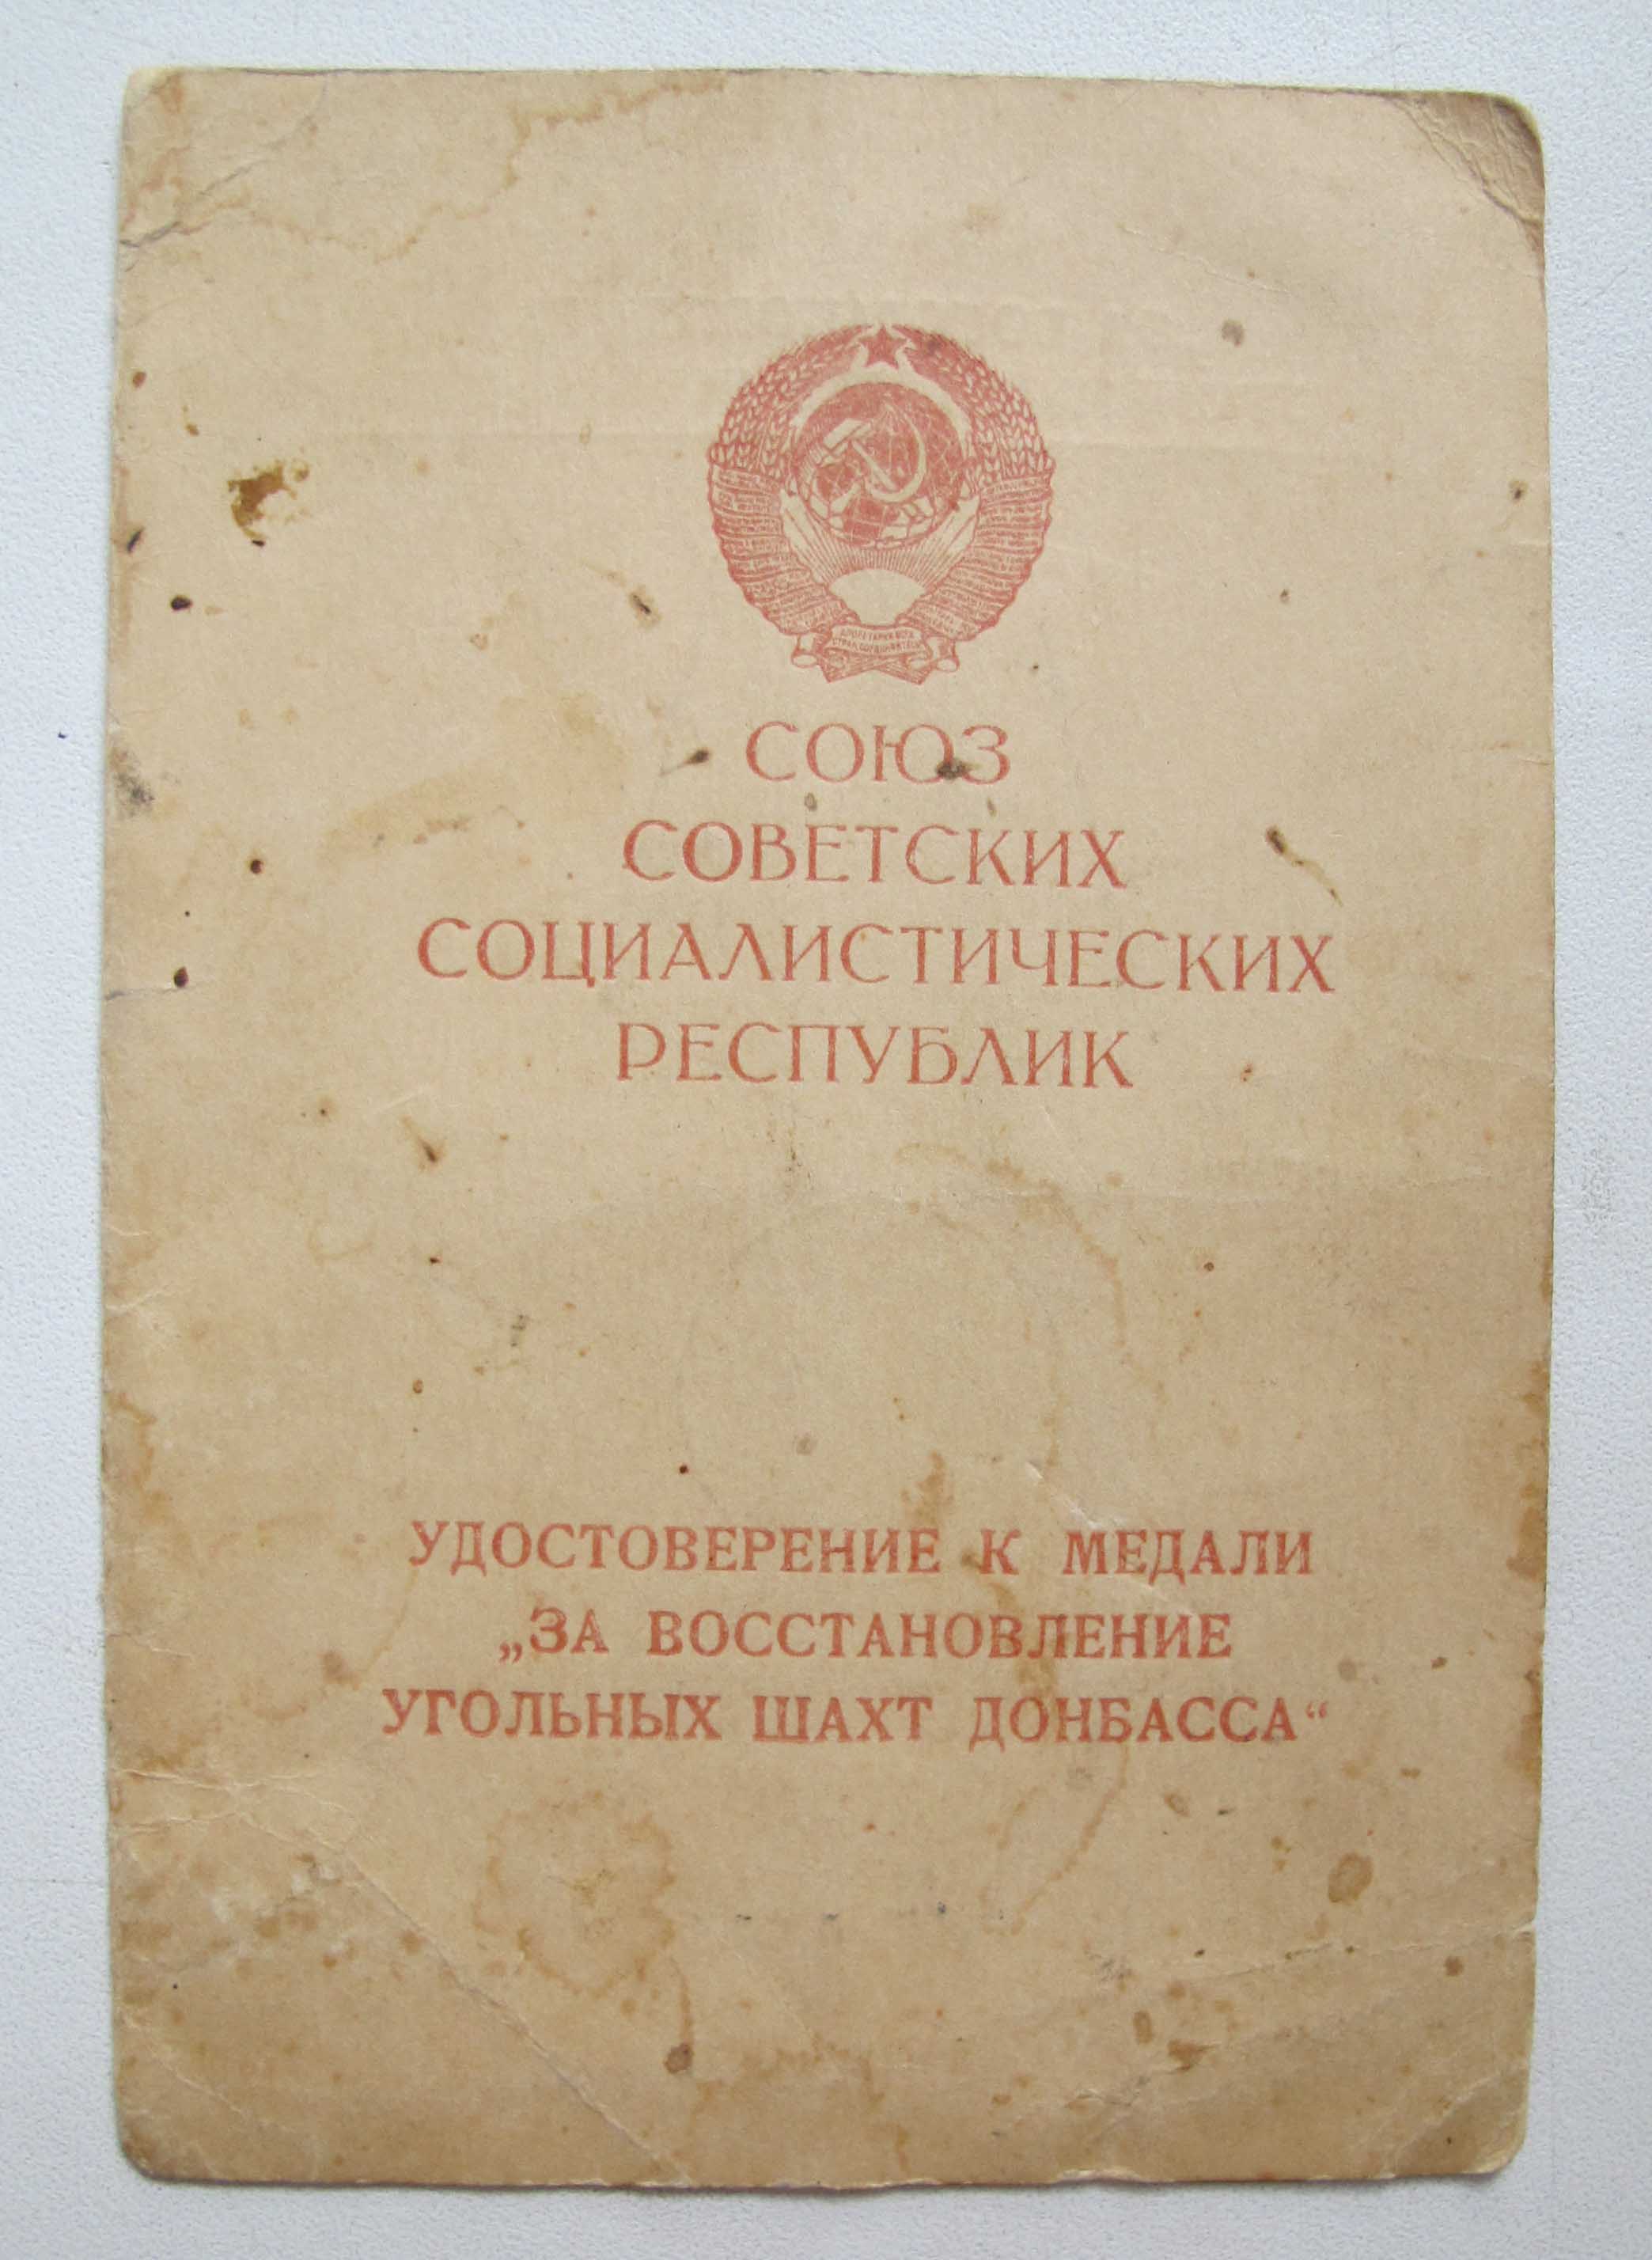 СОЮЗ
СОВЕТСКИХ
СОЦИАЛИСТИЧЕСКИХ
РЕСПУБЛИК
УДОСТОВЕРЕНИЕ К МЕДАЛИ
„ЗА ВОССТАНОВЛЕНИЕ
УГОЛЬНЫХ ШАХТ ДОНБАССА“